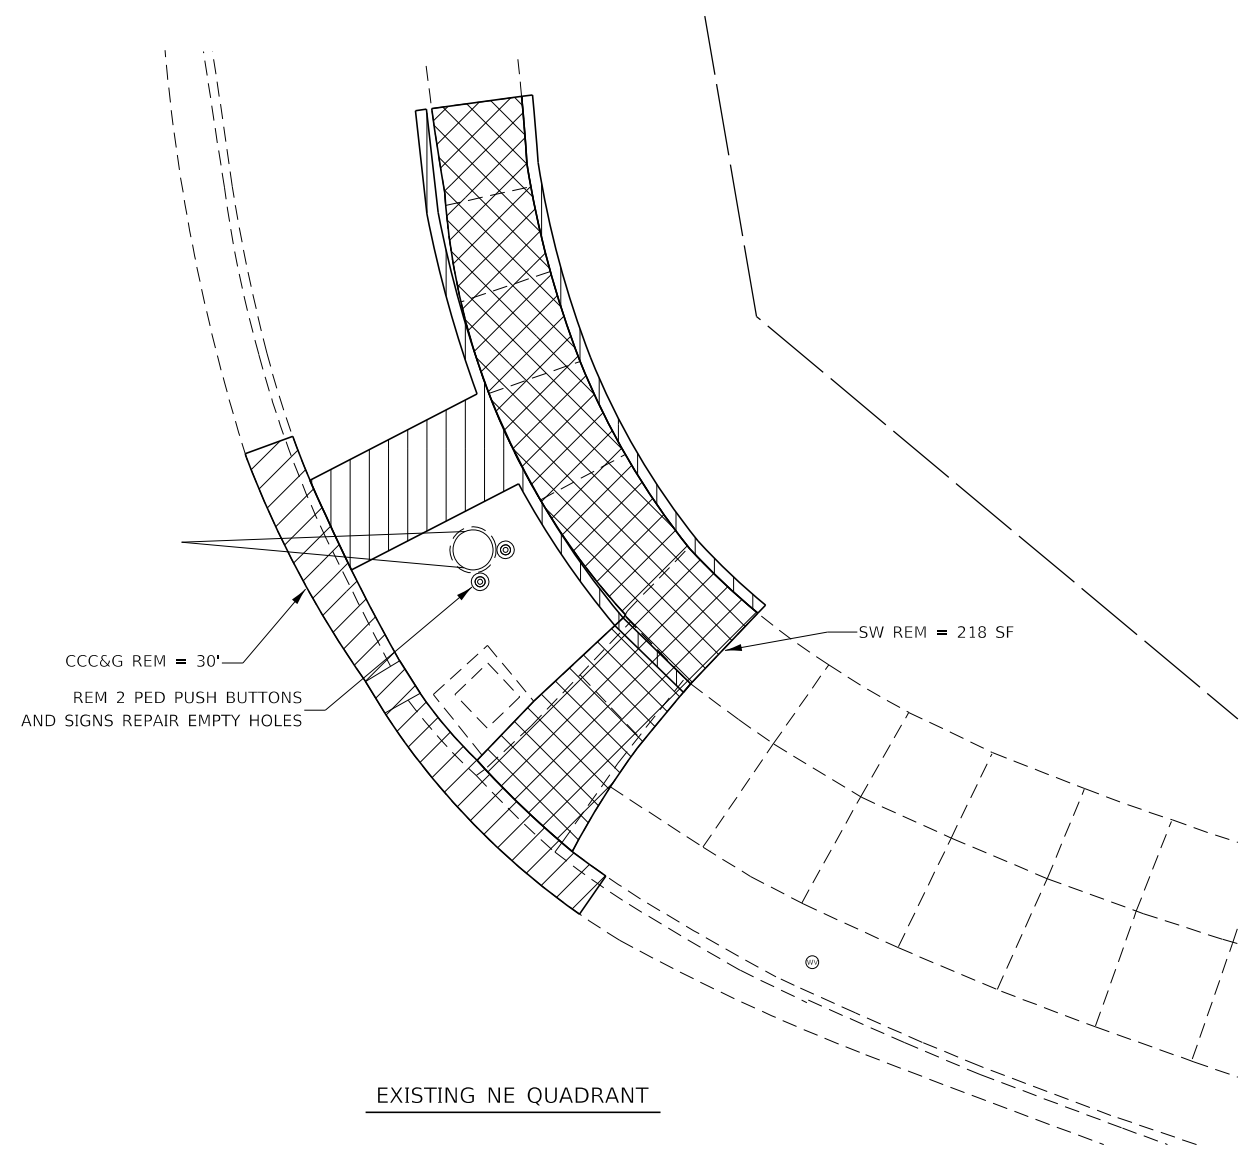 SW REM = 218 SF
CCC&G REM = 30'
REM 2 PED PUSH BUTTONS
AND SIGNS REPAIR EMPTY HOLES
WV
EXISTING NE QUADRANT